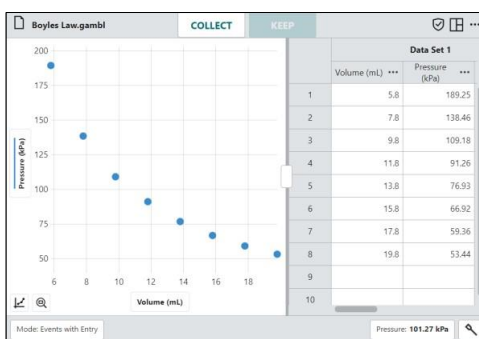 Boyles Law.gambl
COLLECT
KEEP
200
175
150
125
100
75
50
Pressure (kPa)
6 8 10 12 14 16 18
Volume (mL)
Data Set 1
Volume (mL) ••• Pressure (kPa) •••
1 5.8 189.25
2 7.8 138.46
3 9.8 109.18
4 11.8 91.26
5 13.8 76.93
6 15.8 66.92
7 17.8 59.36
8 19.8 53.44
9
10
Mode: Events with Entry
Pressure: 101.27 kPa